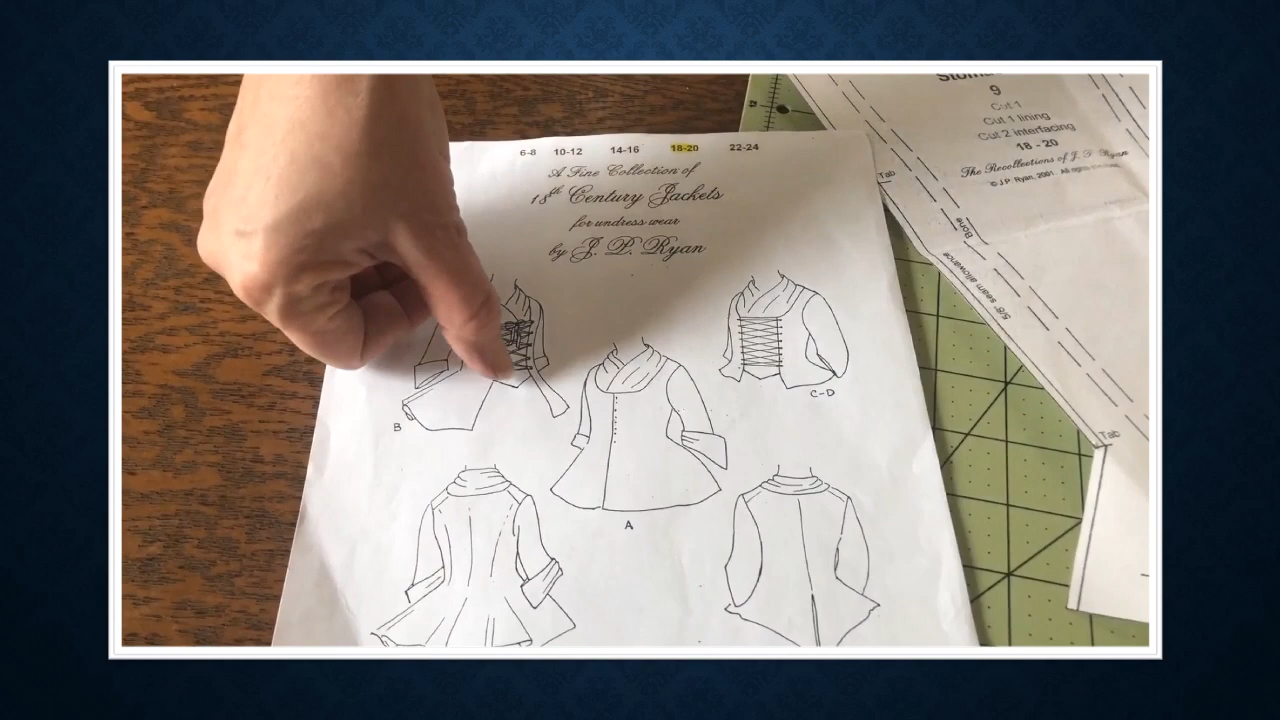 6-8 10-12 14-16 18-20 22-24
A Fine Collection of
18th Century Jackets
for undress wear
by J. P. Ryan
B
A
C-D
9
Cut 1
Cut 1 lining
Cut 2 interfacing
18 - 20
The Recollections of J. P. Ryan
© J.P. Ryan, 2001. All rights
Tab
Bone
5/8" seam allowance
Tab